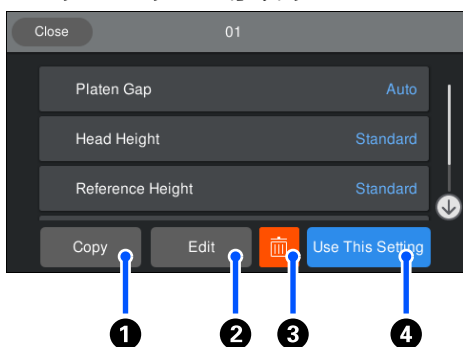 Close 01
Platen Gap Auto
Head Height Standard
Reference Height Standard
Copy Edit Use This Setting
1 2 3 4